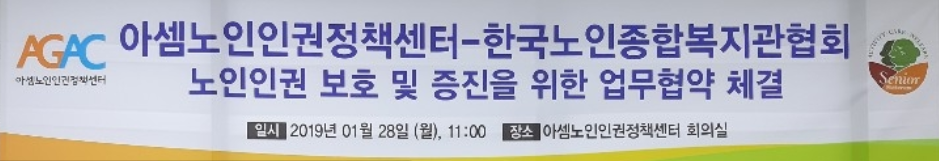 AGAC
아셈노인인권정책센터
아셈노인인권정책센터-한국노인종합복지관협회
노인인권 보호 및 증진을 위한 업무협약 체결
일시 2019년 01월 28일 (월), 11:00 장소 아셈노인인권정책센터 회의실
Senior